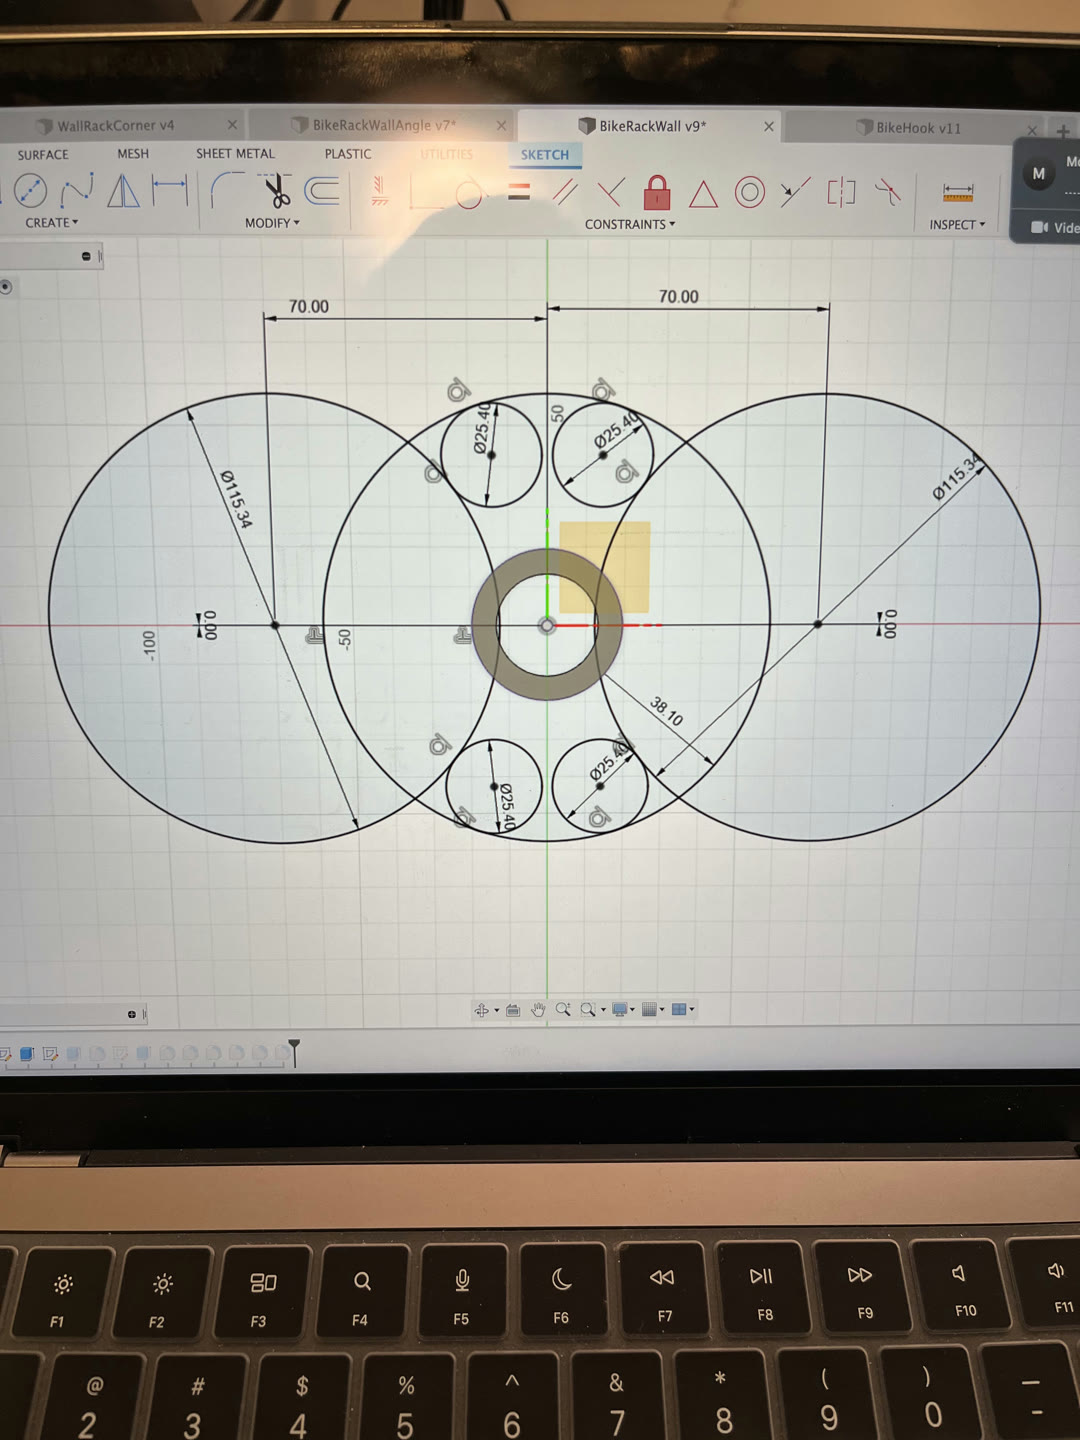 WallRackCorner v4
BikeRackWallAngle v7*
BikeRackWall v9*
BikeHook v11
SURFACE
MESH
SHEET METAL
PLASTIC
UTILITIES
SKETCH
M
CREATE
MODIFY
CONSTRAINTS
INSPECT
70.00
70.00
Ø25.40
50
Ø25.40
Ø115.34
Ø115.34
0.00
-100
-50
0.00
38.10
Ø25.40
Ø25.40
F1
F2
F3
F4
F5
F6
F7
F8
F9
F10
F11
@ # $ % ^ & * ( ) —
2 3 4 5 6 7 8 9 0 -